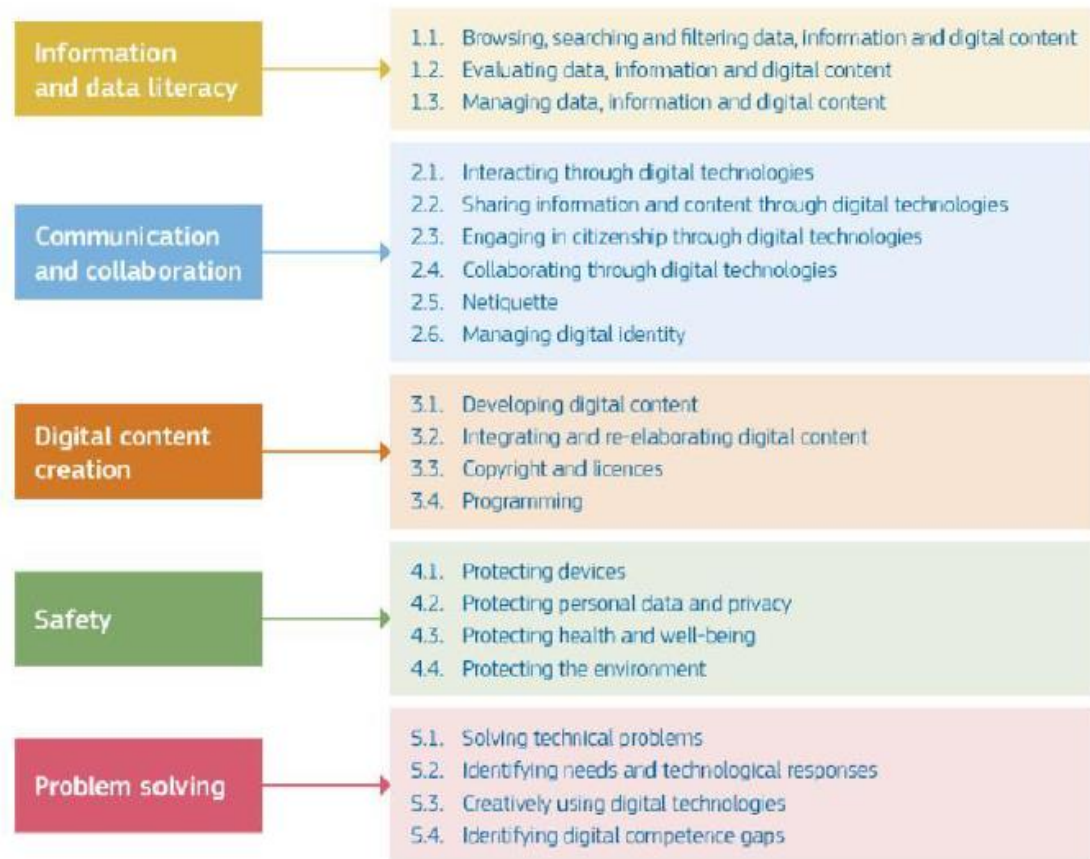 Information
and data literacy
1.1. Browsing, searching and filtering data, information and digital content
1.2. Evaluating data, information and digital content
1.3. Managing data, information and digital content
Communication
and collaboration
2.1. Interacting through digital technologies
2.2. Sharing information and content through digital technologies
2.3. Engaging in citizenship through digital technologies
2.4. Collaborating through digital technologies
2.5. Netiquette
2.6. Managing digital identity
Digital content
creation
3.1. Developing digital content
3.2. Integrating and re-elaborating digital content
3.3. Copyright and licences
3.4. Programming
Safety
4.1. Protecting devices
4.2. Protecting personal data and privacy
4.3. Protecting health and well-being
4.4. Protecting the environment
Problem solving
5.1. Solving technical problems
5.2. Identifying needs and technological responses
5.3. Creatively using digital technologies
5.4. Identifying digital competence gaps